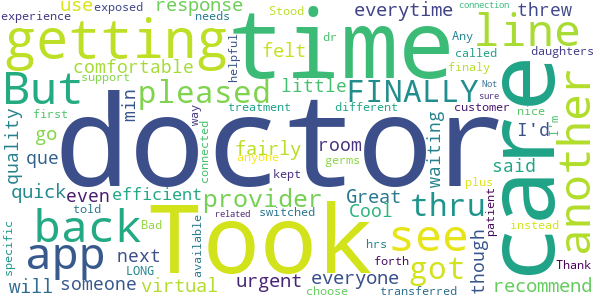 use
response
everytime
threw
Any
exposed
needs
Stood
dr
connection
experience
getting
time
line
care
another
daughters
comfortable
felt
helpful
called
finaly
support
But
min
pleased
little
FINALLY
customer
Not
sure
first
way
treatment
different
nice
I'm
quality
go
que
doctor
connected
fairly
anyone
room
germs
waiting
said
I'd
plus
quick
even
efficient
provider
kept
Great
Cool
thru
patient
instead
back
Took
told
Bad
switched
see
though
app
next
LONG
available
related
hrs
everyone
forth
got
Thank
specific
will
someone
virtual
urgent
choose
transferred
recommend